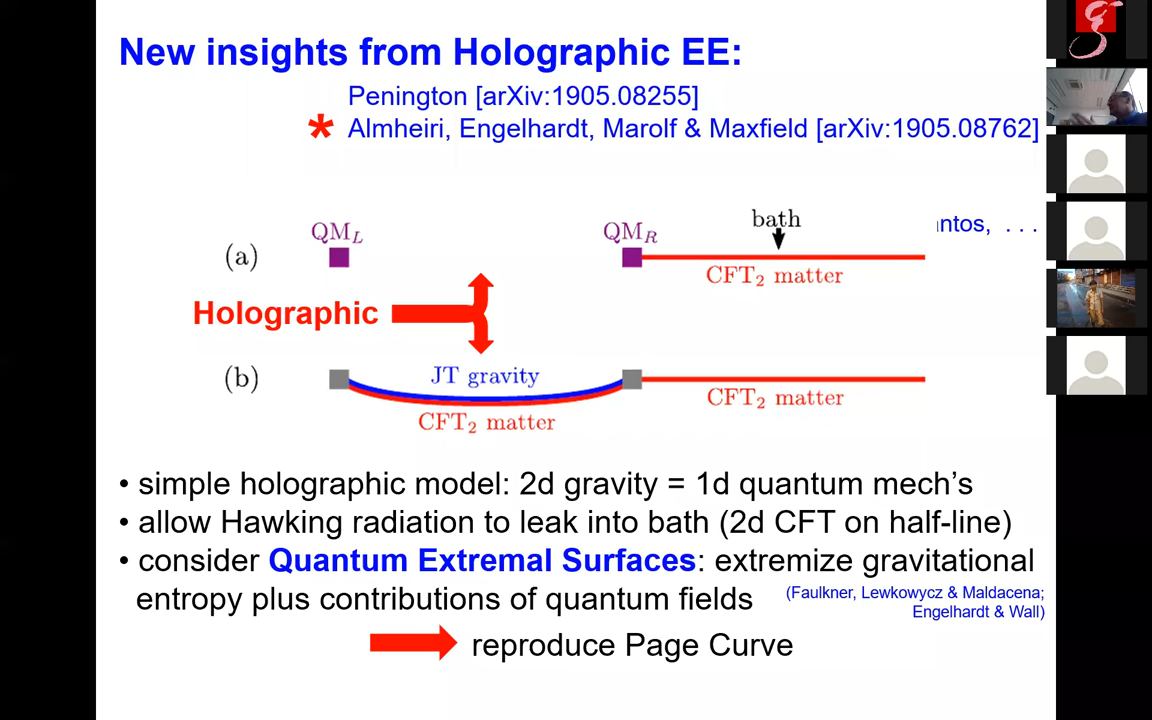 New insights from Holographic EE:
Penington [arXiv:1905.08255]
* Almheiri, Engelhardt, Marolf & Maxfield [arXiv:1905.08762]
antos, . . .
QM_L QM_R bath
(a)
CFT₂ matter
Holographic
(b) JT gravity
CFT₂ matter CFT₂ matter
• simple holographic model: 2d gravity = 1d quantum mech's
• allow Hawking radiation to leak into bath (2d CFT on half-line)
• consider Quantum Extremal Surfaces: extremize gravitational
entropy plus contributions of quantum fields
(Faulkner, Lewkowycz & Maldacena;
Engelhardt & Wall)
reproduce Page Curve